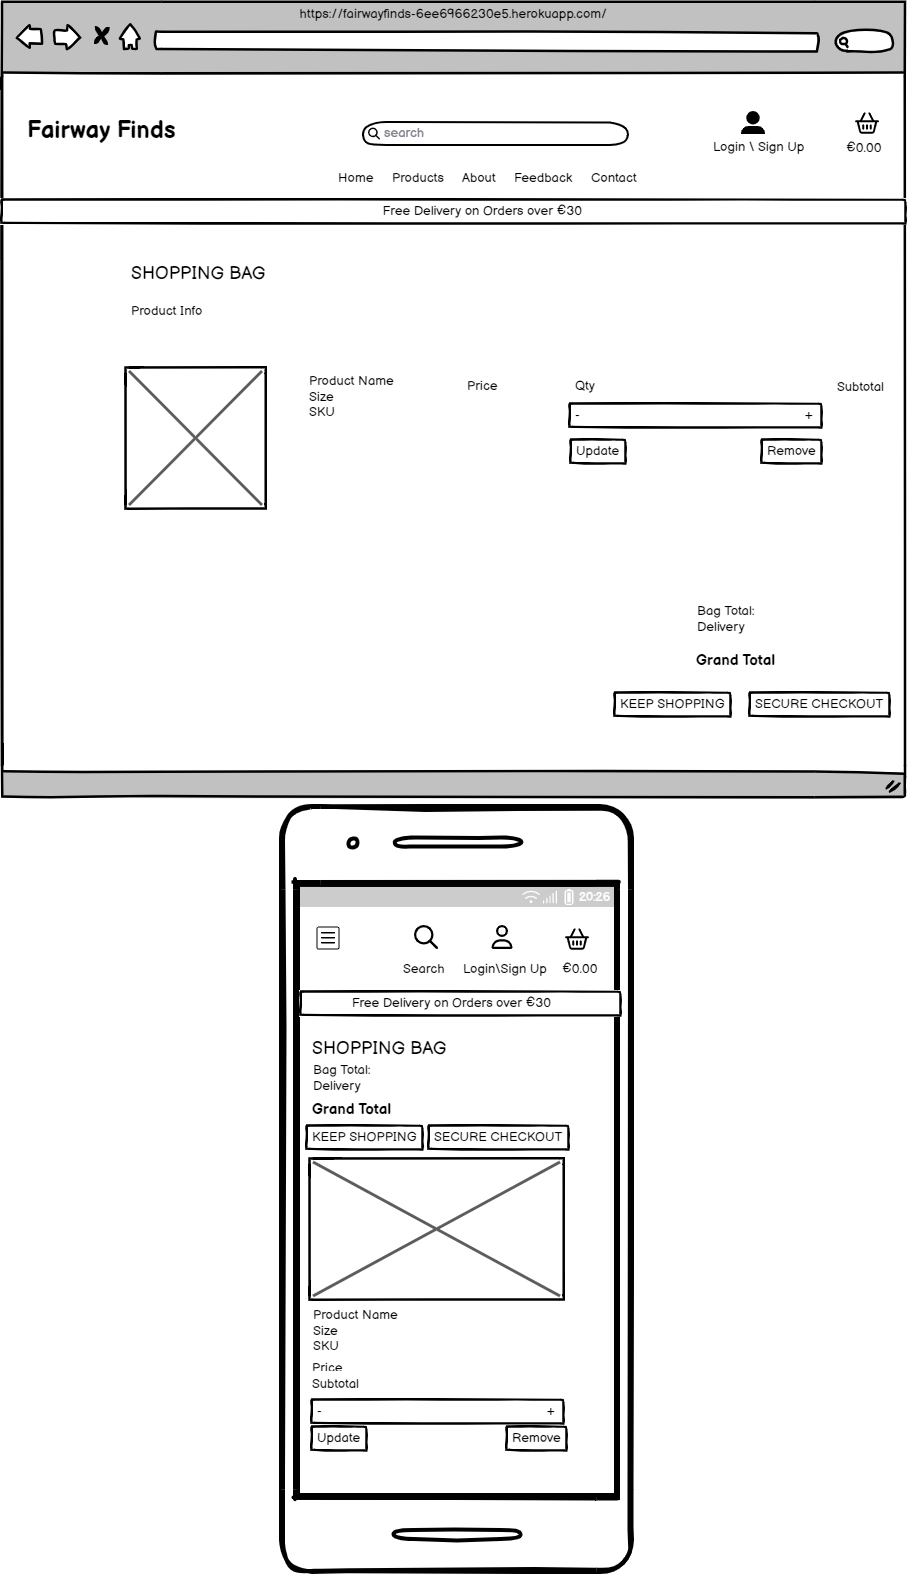 https://fairwayfinds-6ee6966230e5.herokuapp.com/
Fairway Finds
search
Login \ Sign Up
€0.00
Home Products About Feedback Contact
Free Delivery on Orders over €30
SHOPPING BAG
Product Info
Product Name
Size
SKU
Price
Qty
Subtotal
- +
Update Remove
Bag Total:
Delivery
Grand Total
KEEP SHOPPING SECURE CHECKOUT
20:26
Search Login\Sign Up €0.00
Free Delivery on Orders over €30
SHOPPING BAG
Bag Total:
Delivery
Grand Total
KEEP SHOPPING SECURE CHECKOUT
Product Name
Size
SKU
Price
Subtotal
- +
Update Remove